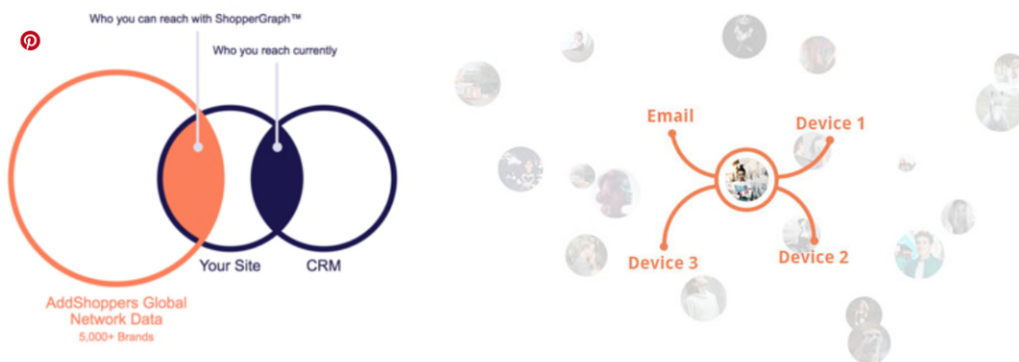 Who you can reach with ShopperGraph™
Who you reach currently
Your Site
CRM
AddShoppers Global
Network Data
5,000+ Brands
Email
Device 1
Device 3
Device 2